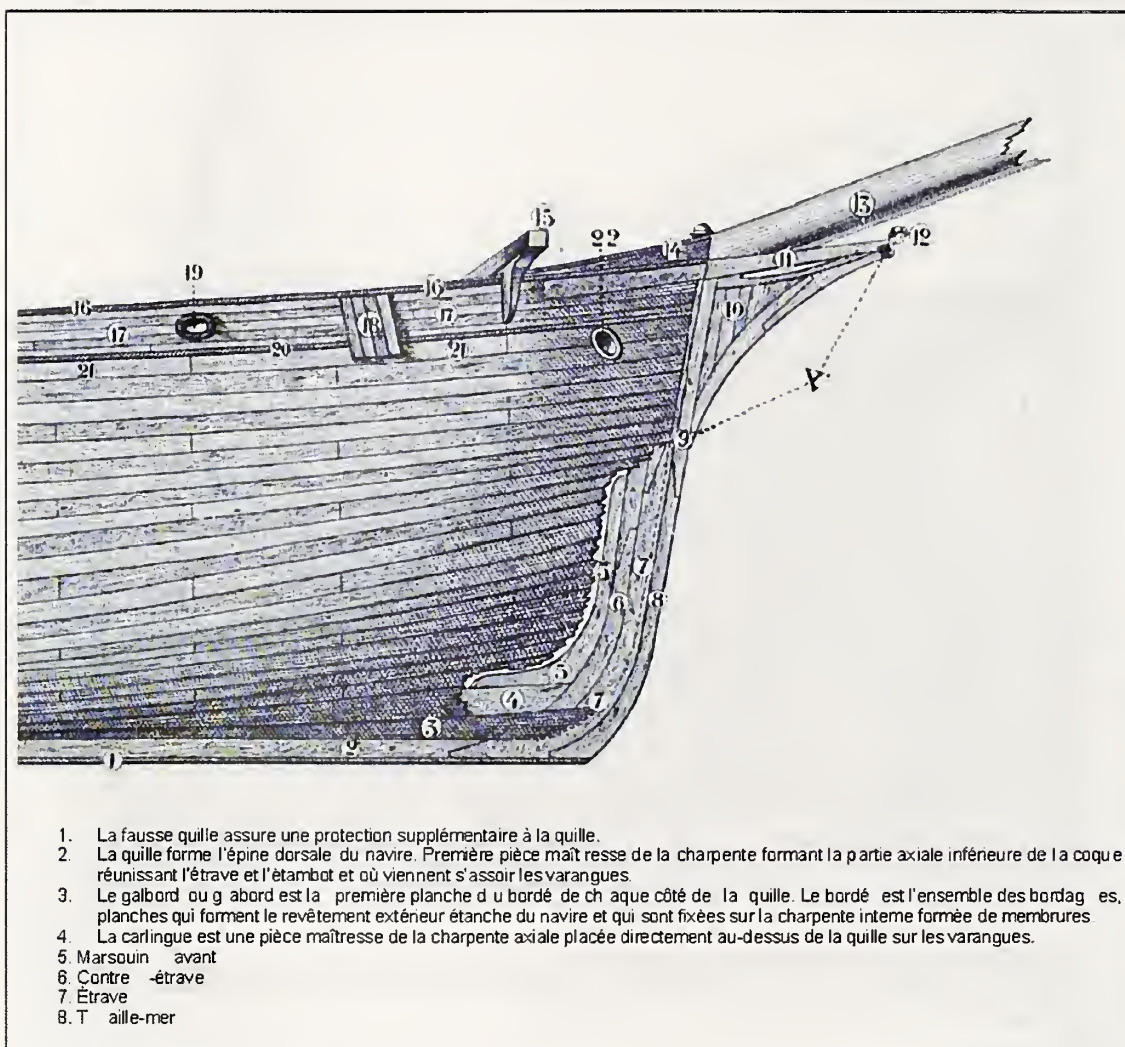 15
13
22
14
12
11
19
16
16
10
17
18
17
20
21
21
A
9
5
7
6
8
5
4
7
3
2
1
1. La fausse quille assure une protection supplémentaire à la quille.
2. La quille forme l'épine dorsale du navire. Première pièce maît resse de la charpente formant la partie axiale inférieure de la coque
réunissant l'étrave et l'ètambot et où viennent s'assoir les varangues.
3. Le galbord ou g abord est la première planche d u bordé de ch aque côté de la quille. Le bordé est l'ensemble des bordag es,
planches qui forment le revêtement extérieur étanche du navire et qui sont fixèes sur la charpente interne formèe de membrures.
4. La carlingue est une pièce maîtresse de la charpente axiale placée directement au-dessus de la quille sur les varangues.
5. Marsouin avant
6. Contre -étrave
7. Étrave
8. T aille-mer